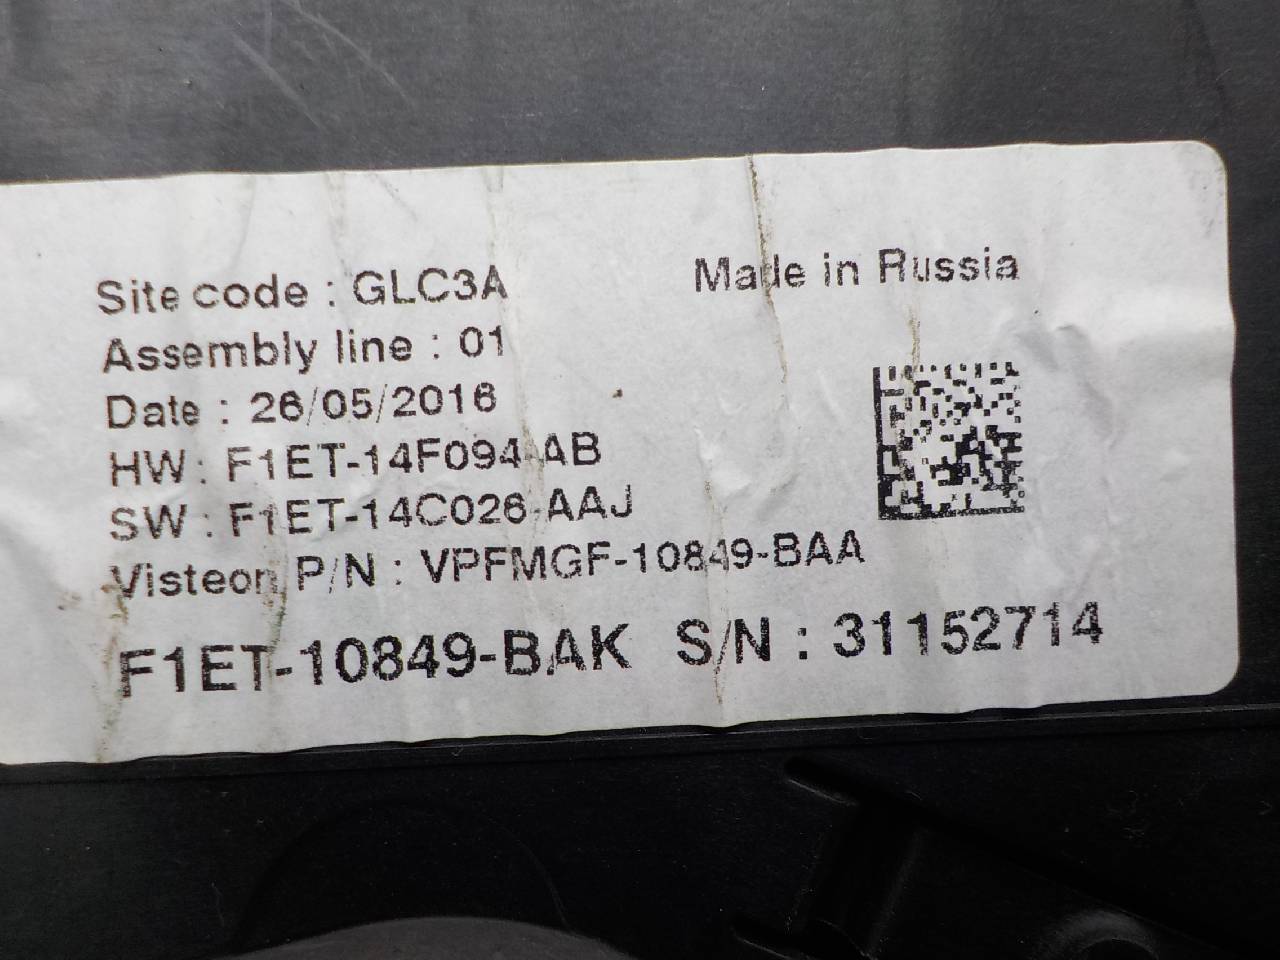 Site code : GLC3A
Made in Russia
Assembly line : 01
Date : 26/05/2016
HW : F1ET-14F094-AB
SW : F1ET-14C026-AAJ
Visteon P/N : VPFMGF-10849-BAA
F1ET-10849-BAK S/N : 31152714